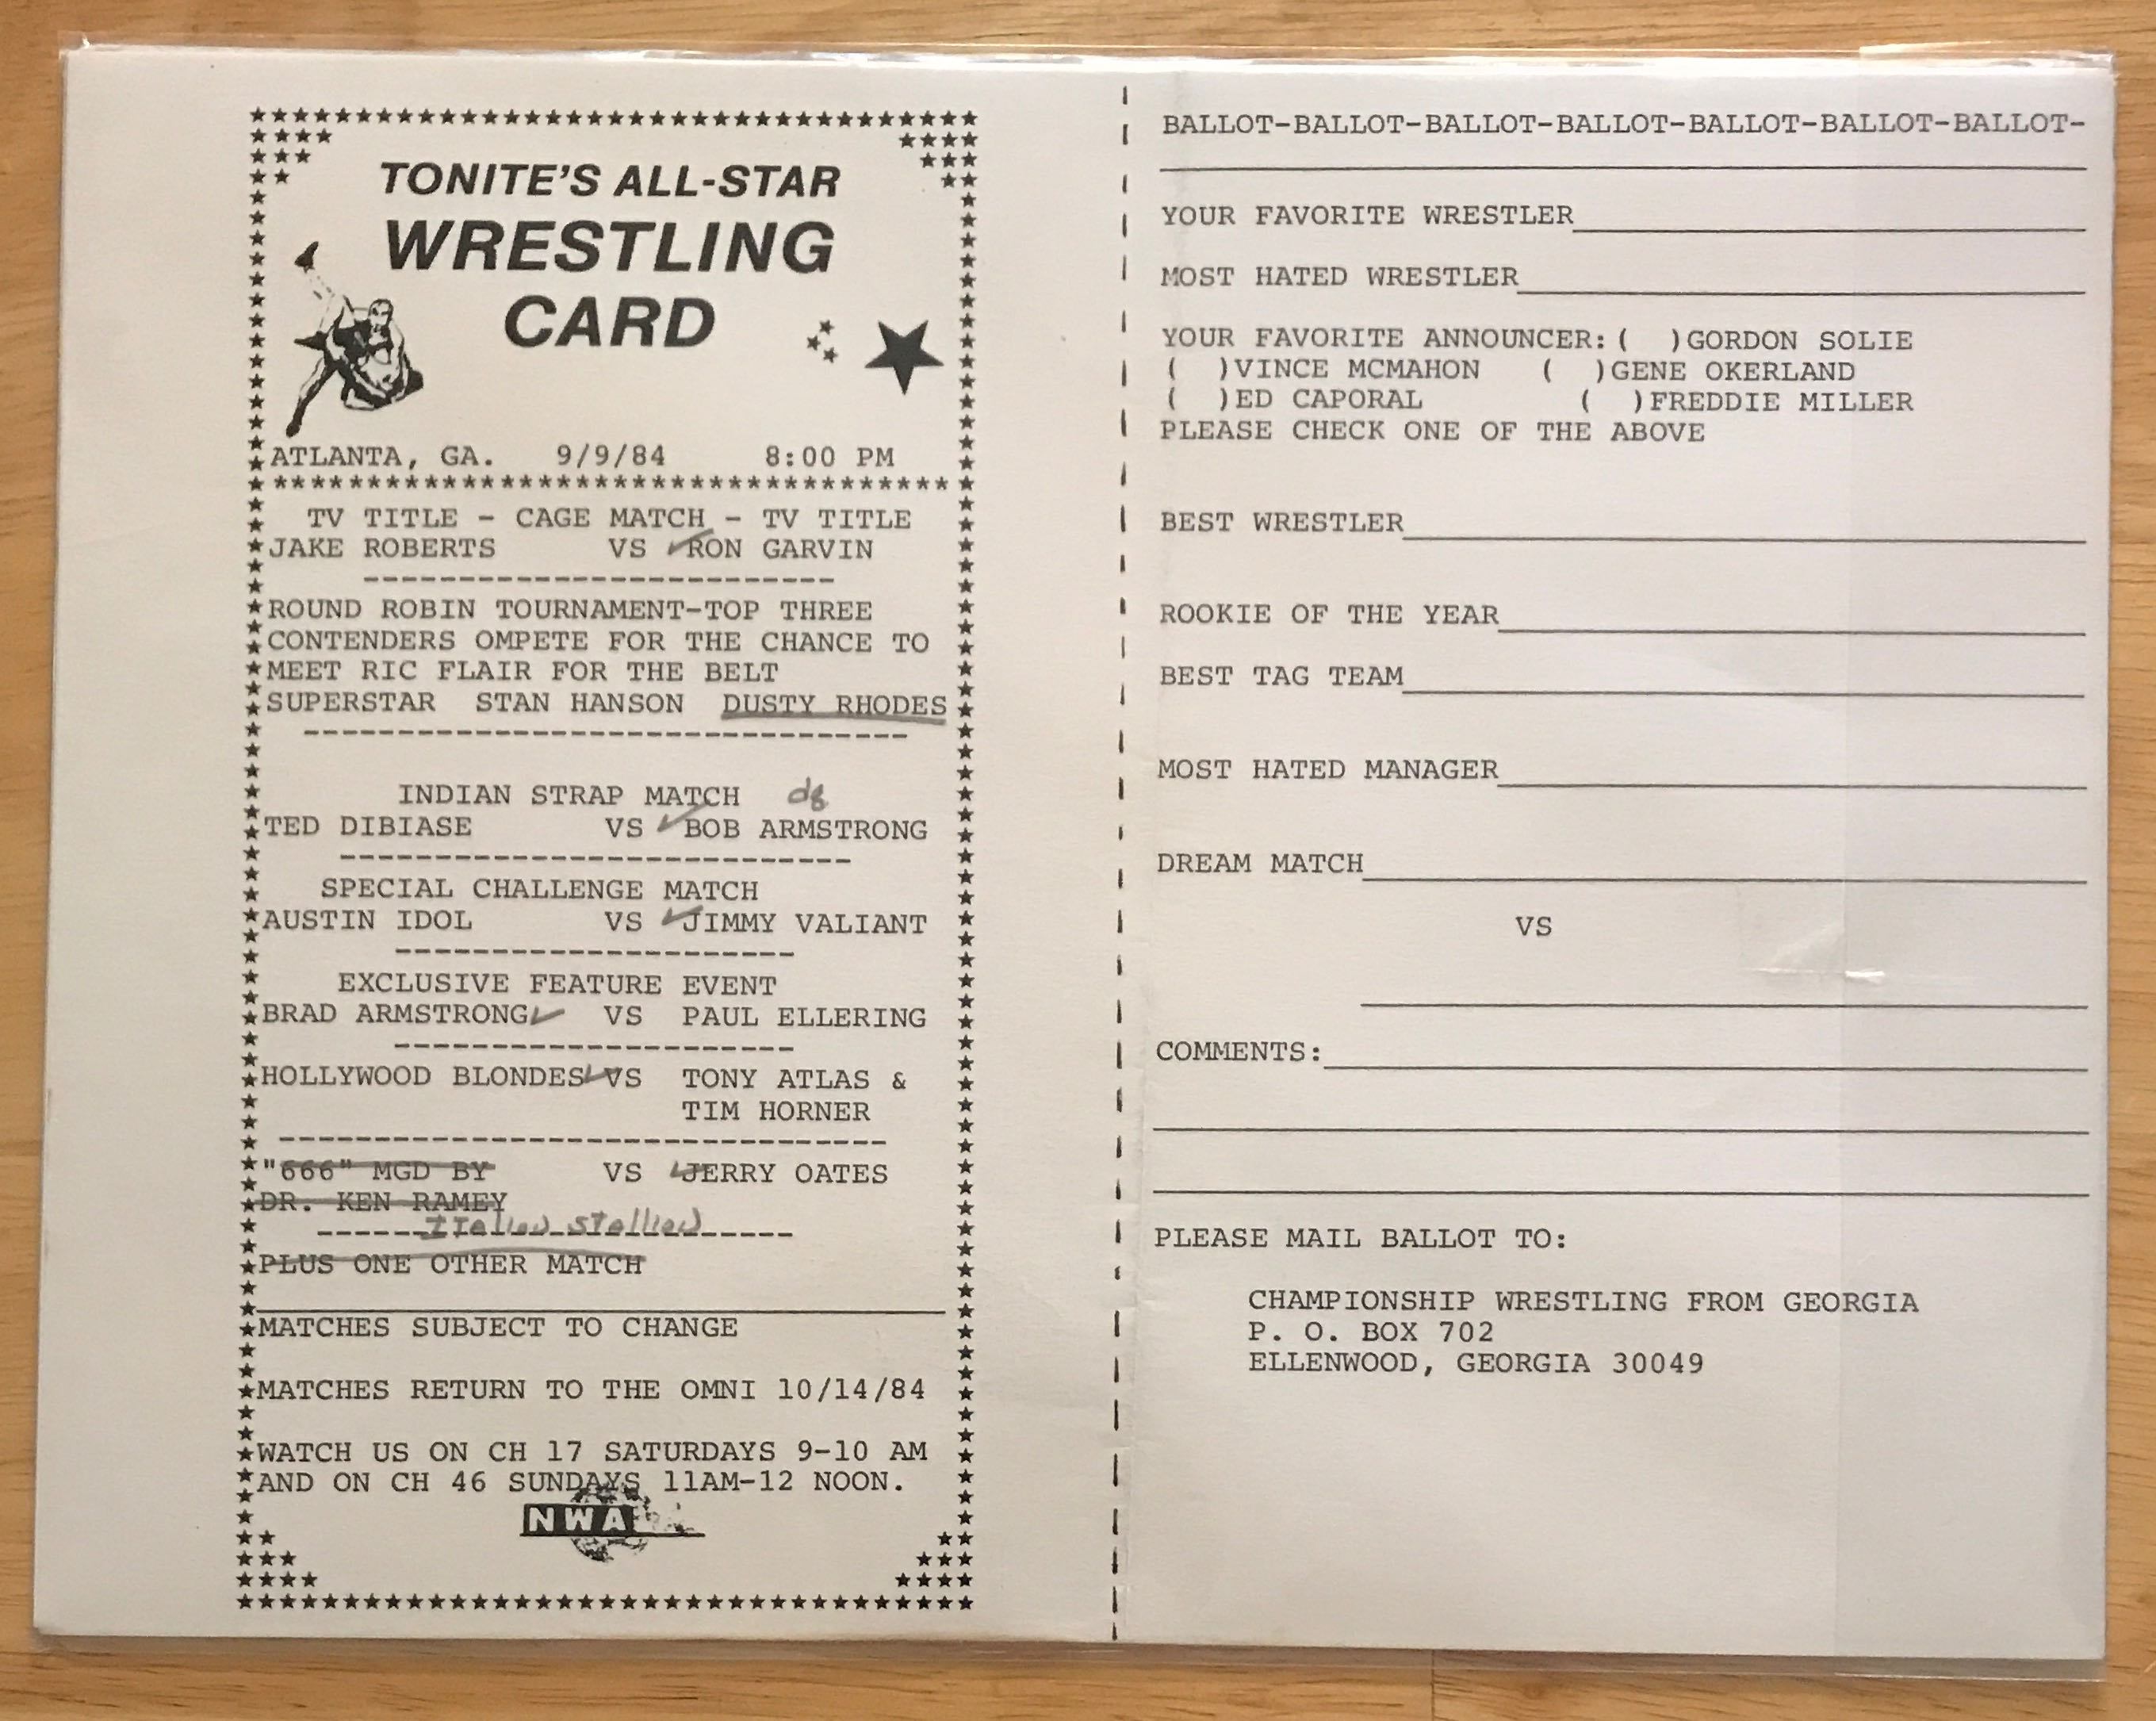 TONITE'S ALL-STAR
WRESTLING
CARD
ATLANTA, GA. 9/9/84 8:00 PM
TV TITLE - CAGE MATCH - TV TITLE
JAKE ROBERTS VS ✓RON GARVIN
ROUND ROBIN TOURNAMENT-TOP THREE
CONTENDERS OMPETE FOR THE CHANCE TO
MEET RIC FLAIR FOR THE BELT
SUPERSTAR STAN HANSON DUSTY RHODES
INDIAN STRAP MATCH dq
TED DIBIASE VS ✓BOB ARMSTRONG
SPECIAL CHALLENGE MATCH
AUSTIN IDOL VS ✓JIMMY VALIANT
EXCLUSIVE FEATURE EVENT
BRAD ARMSTRONG✓ VS PAUL ELLERING
HOLLYWOOD BLONDES✓VS TONY ATLAS &
TIM HORNER
"666" MGD BY VS ✓JERRY OATES
DR. KEN RAMEY
Italian Stallion
PLUS ONE OTHER MATCH
MATCHES SUBJECT TO CHANGE
MATCHES RETURN TO THE OMNI 10/14/84
WATCH US ON CH 17 SATURDAYS 9-10 AM
AND ON CH 46 SUNDAYS 11AM-12 NOON.
NWA
BALLOT-BALLOT-BALLOT-BALLOT-BALLOT-BALLOT-BALLOT-
YOUR FAVORITE WRESTLER
MOST HATED WRESTLER
YOUR FAVORITE ANNOUNCER:( )GORDON SOLIE
( )VINCE MCMAHON ( )GENE OKERLAND
( )ED CAPORAL ( )FREDDIE MILLER
PLEASE CHECK ONE OF THE ABOVE
BEST WRESTLER
ROOKIE OF THE YEAR
BEST TAG TEAM
MOST HATED MANAGER
DREAM MATCH
VS
COMMENTS:
PLEASE MAIL BALLOT TO:
CHAMPIONSHIP WRESTLING FROM GEORGIA
P. O. BOX 702
ELLENWOOD, GEORGIA 30049